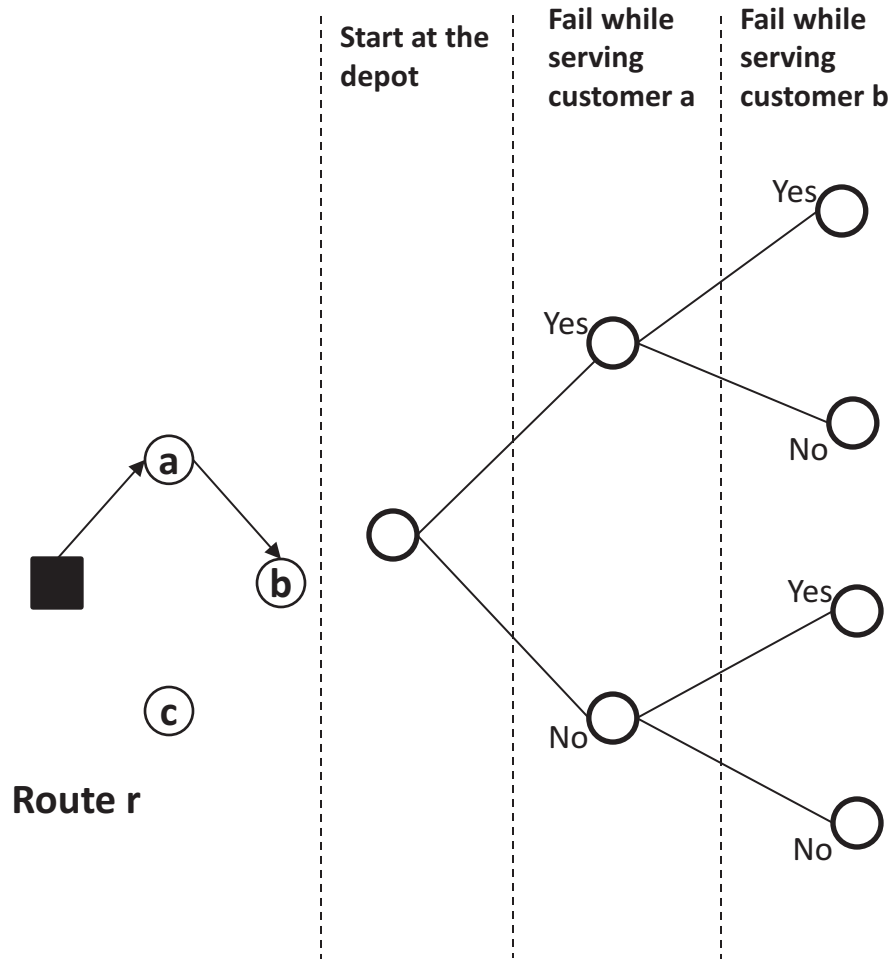 Start at the
depot
Fail while
serving
customer a
Fail while
serving
customer b
Yes
Yes
No
a
b
Yes
c
No
Route r
No